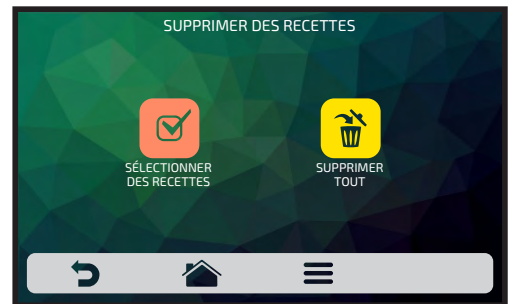 SUPPRIMER DES RECETTES
SÉLECTIONNER
DES RECETTES
SUPPRIMER
TOUT